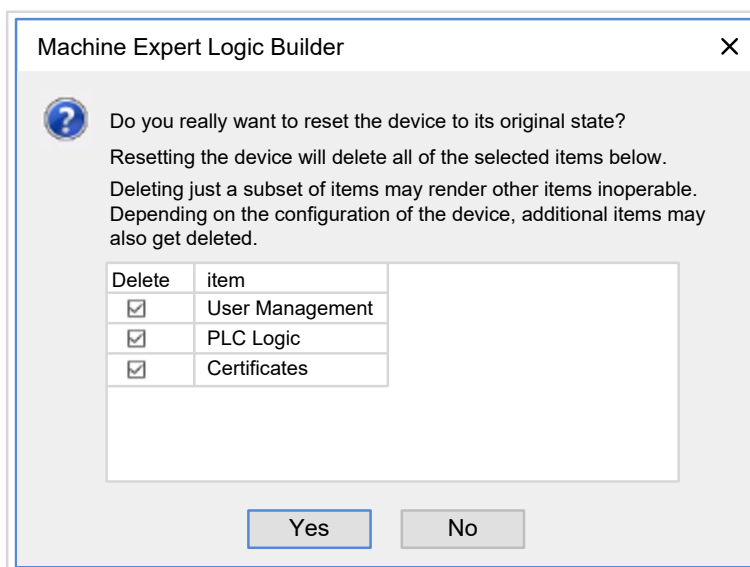 Machine Expert Logic Builder
Do you really want to reset the device to its original state?
Resetting the device will delete all of the selected items below.
Deleting just a subset of items may render other items inoperable.
Depending on the configuration of the device, additional items may
also get deleted.
Delete item
User Management
PLC Logic
Certificates
Yes No